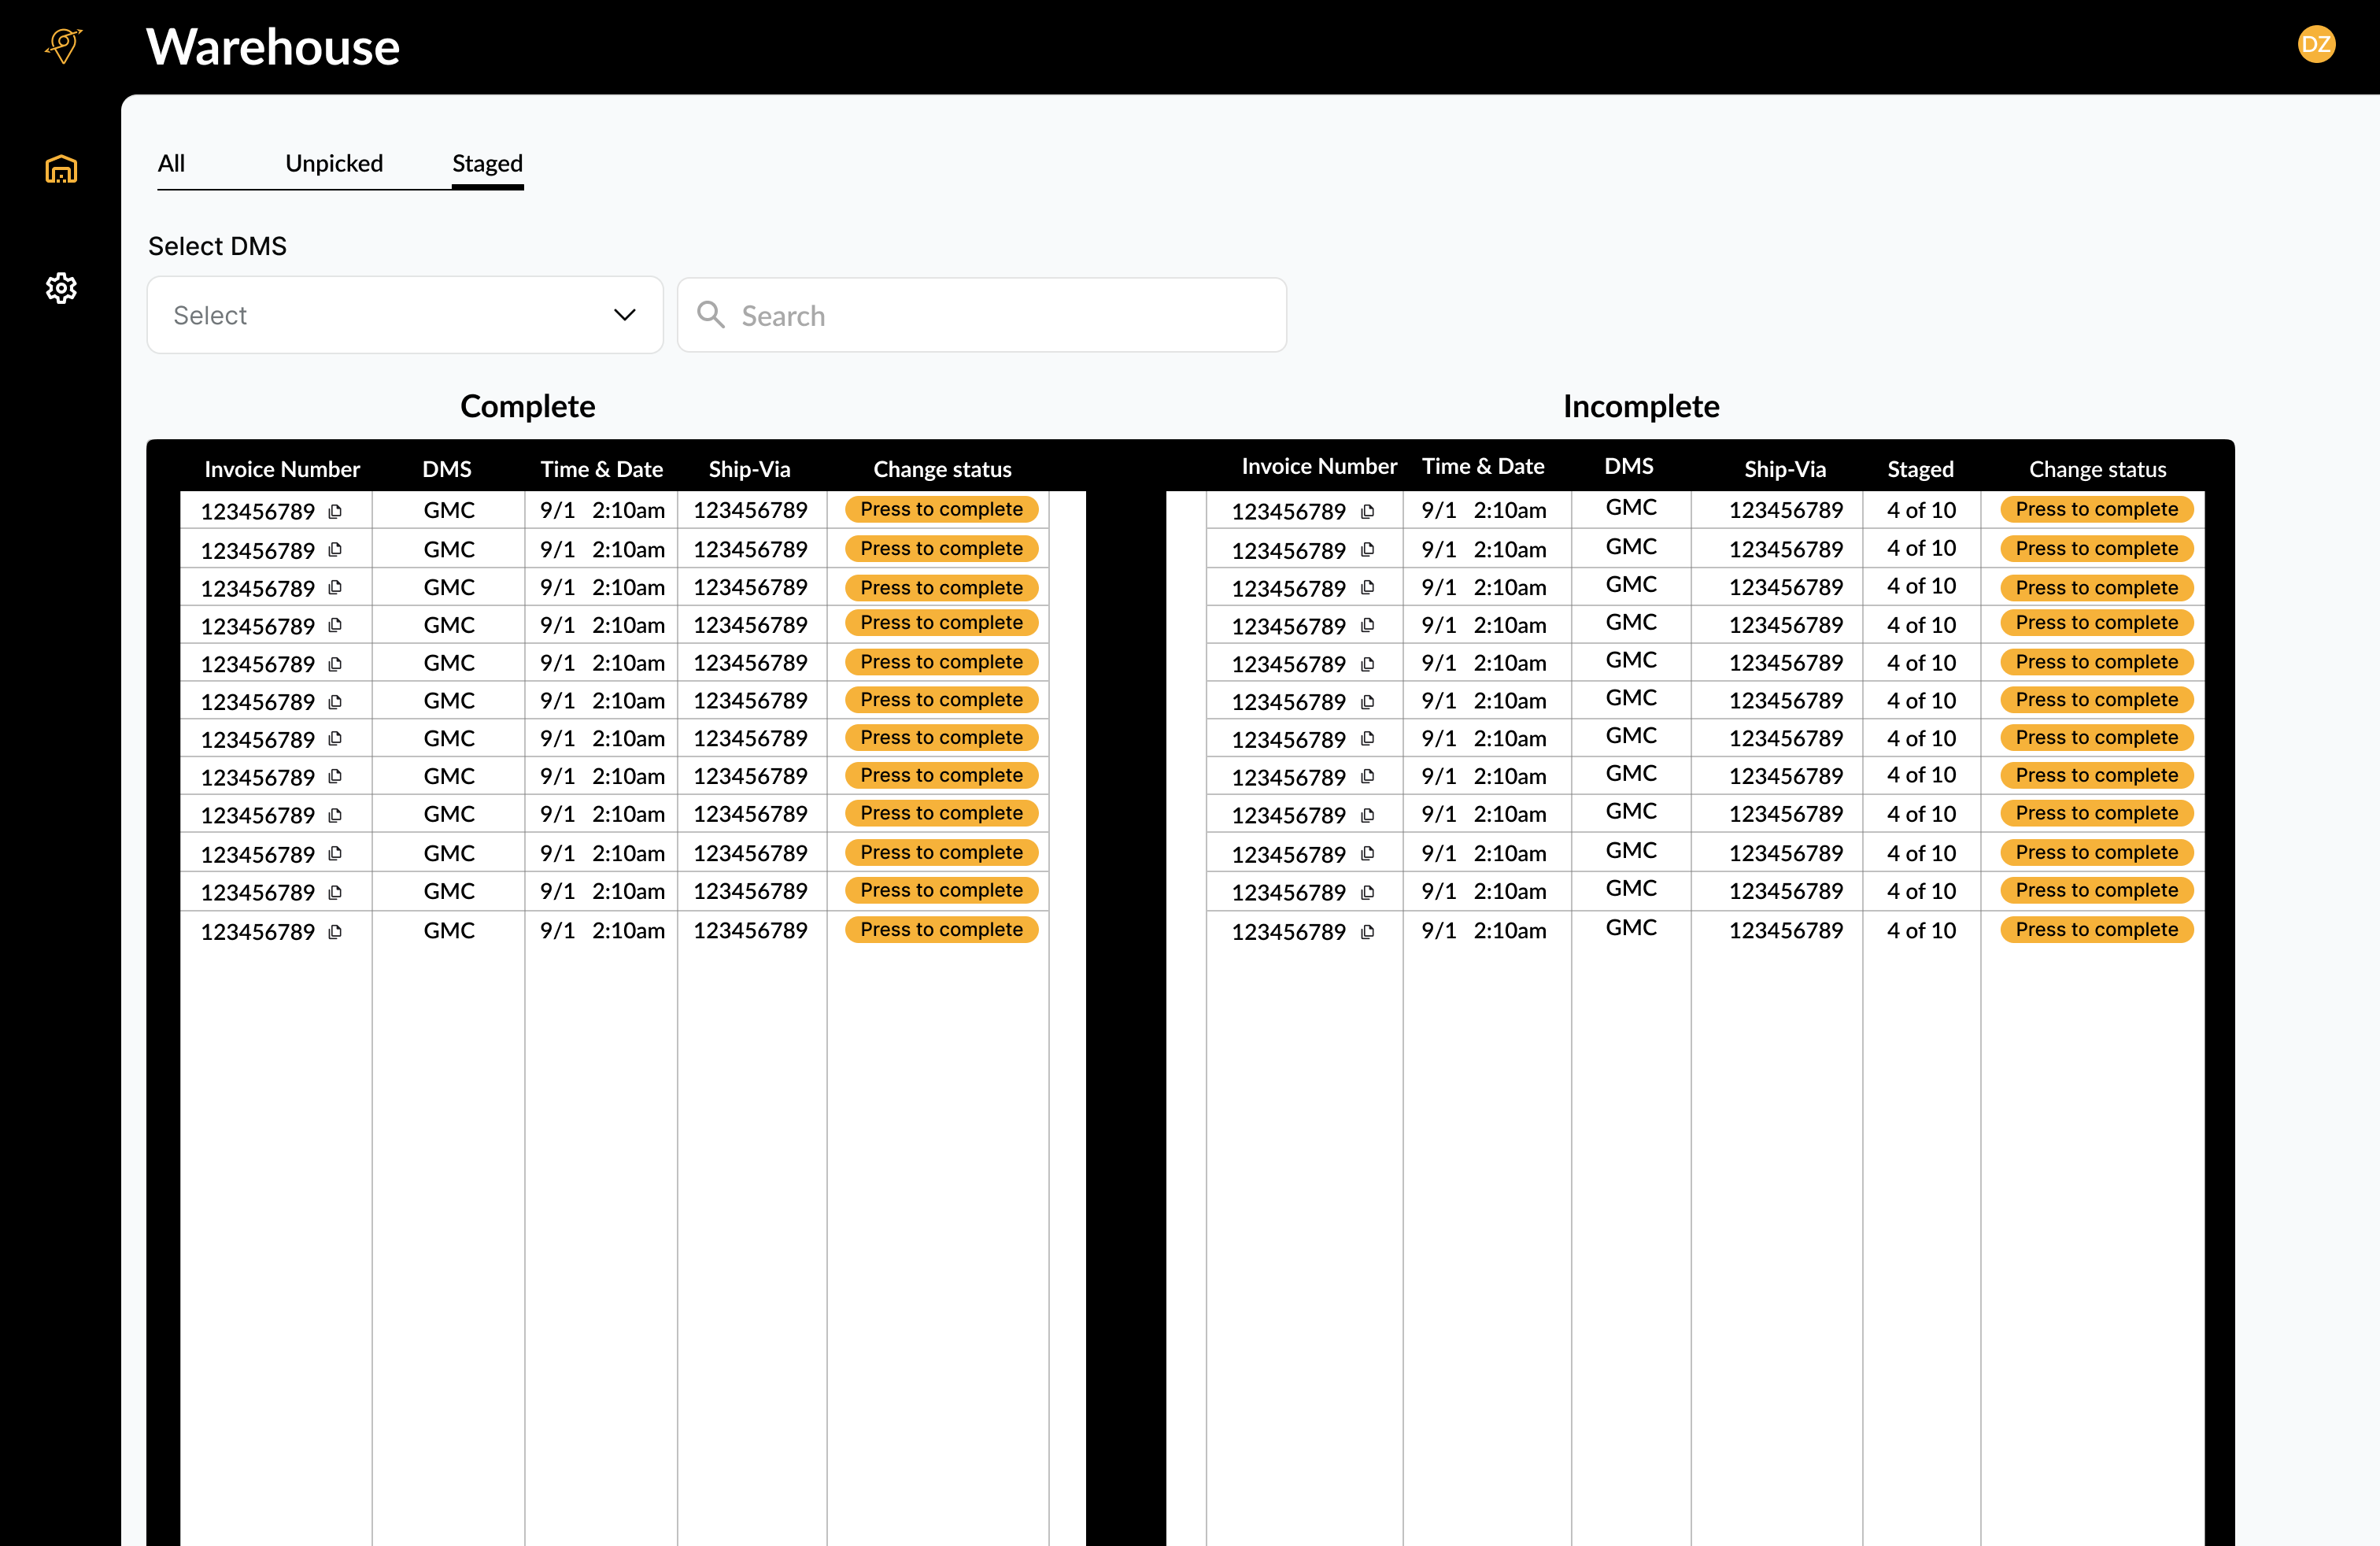 Warehouse
DZ
All Unpicked Staged
Select DMS
Select Search
Complete Incomplete
Invoice Number DMS Time & Date Ship-Via Change status Invoice Number Time & Date DMS Ship-Via Staged Change status
123456789 GMC 9/1 2:10am 123456789 Press to complete 123456789 9/1 2:10am GMC 123456789 4 of 10 Press to complete
123456789 GMC 9/1 2:10am 123456789 Press to complete 123456789 9/1 2:10am GMC 123456789 4 of 10 Press to complete
123456789 GMC 9/1 2:10am 123456789 Press to complete 123456789 9/1 2:10am GMC 123456789 4 of 10 Press to complete
123456789 GMC 9/1 2:10am 123456789 Press to complete 123456789 9/1 2:10am GMC 123456789 4 of 10 Press to complete
123456789 GMC 9/1 2:10am 123456789 Press to complete 123456789 9/1 2:10am GMC 123456789 4 of 10 Press to complete
123456789 GMC 9/1 2:10am 123456789 Press to complete 123456789 9/1 2:10am GMC 123456789 4 of 10 Press to complete
123456789 GMC 9/1 2:10am 123456789 Press to complete 123456789 9/1 2:10am GMC 123456789 4 of 10 Press to complete
123456789 GMC 9/1 2:10am 123456789 Press to complete 123456789 9/1 2:10am GMC 123456789 4 of 10 Press to complete
123456789 GMC 9/1 2:10am 123456789 Press to complete 123456789 9/1 2:10am GMC 123456789 4 of 10 Press to complete
123456789 GMC 9/1 2:10am 123456789 Press to complete 123456789 9/1 2:10am GMC 123456789 4 of 10 Press to complete
123456789 GMC 9/1 2:10am 123456789 Press to complete 123456789 9/1 2:10am GMC 123456789 4 of 10 Press to complete
123456789 GMC 9/1 2:10am 123456789 Press to complete 123456789 9/1 2:10am GMC 123456789 4 of 10 Press to complete